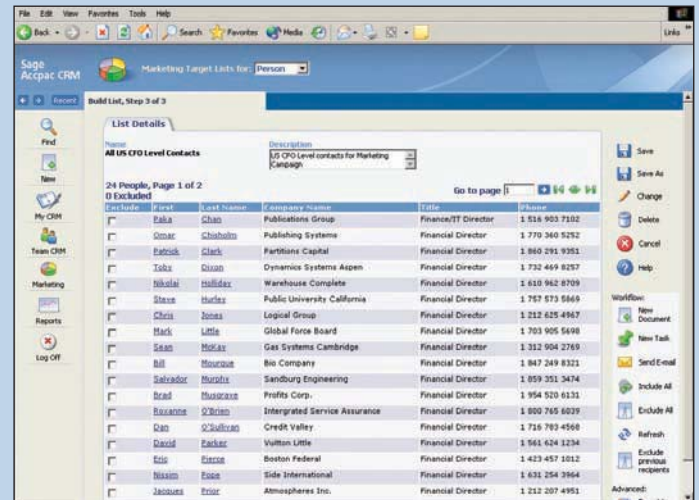 File Edit View Favorites Tools Help
Back Search Favorites Media Links
Sage
Accpac CRM
Marketing Target Lists for: Person
Recent Build List, Step 3 of 3
List Details
Find
Name Description
All US CFO Level Contacts US CFO Level contacts for Marketing
Campaign
Save
New
24 People, Page 1 of 2 Go to page 1
Save As
0 Excluded
Change
Exclude First Last Name Company Name Title Phone
My CRM
Paka Chan Publications Group Finance/IT Director 1 516 903 7102
Delete
Omar Chisholm Publishing Systems Financial Director 1 770 360 5252
Team CRM
Patrick Clark Partitions Capital Financial Director 1 860 291 9351
Cancel
Toby Dixon Dynamics Systems Aspen Financial Director 1 732 469 8257
Help
Marketing
Nikolai Holliday Warehouse Complete Financial Director 1 610 962 8709
Steve Hurley Public University California Financial Director 1 757 573 5869
Workflow:
Reports
Chris Jones Logical Group Financial Director 1 212 625 4967
New
Document
Mark Little Global Force Board Financial Director 1 703 905 5698
New Task
Log Off
Sean McKay Gas Systems Cambridge Financial Director 1 312 904 2769
Bill Mourque Bio Company Financial Director 1 847 249 8321
Send E-mail
Salvador Murphy Sandburg Engineering Financial Director 1 859 351 3474
Include All
Brad Musgrave Profits Corp. Financial Director 1 954 520 6131
Roxanne O'Brien Intergrated Service Assurance Financial Director 1 800 765 6039
Exclude All
Dan O'Sullivan Credit Valley Financial Director 1 716 703 4568
Refresh
David Parker Vuitton Little Financial Director 1 561 624 1234
Eric Pierce Boston Federal Financial Director 1 423 457 1012
Exclude
previous
recipients
Nissim Pope Side International Financial Director 1 631 254 3964
Jacques Prior Atmospheres Inc. Financial Director 1 212 207 4951
Advanced: